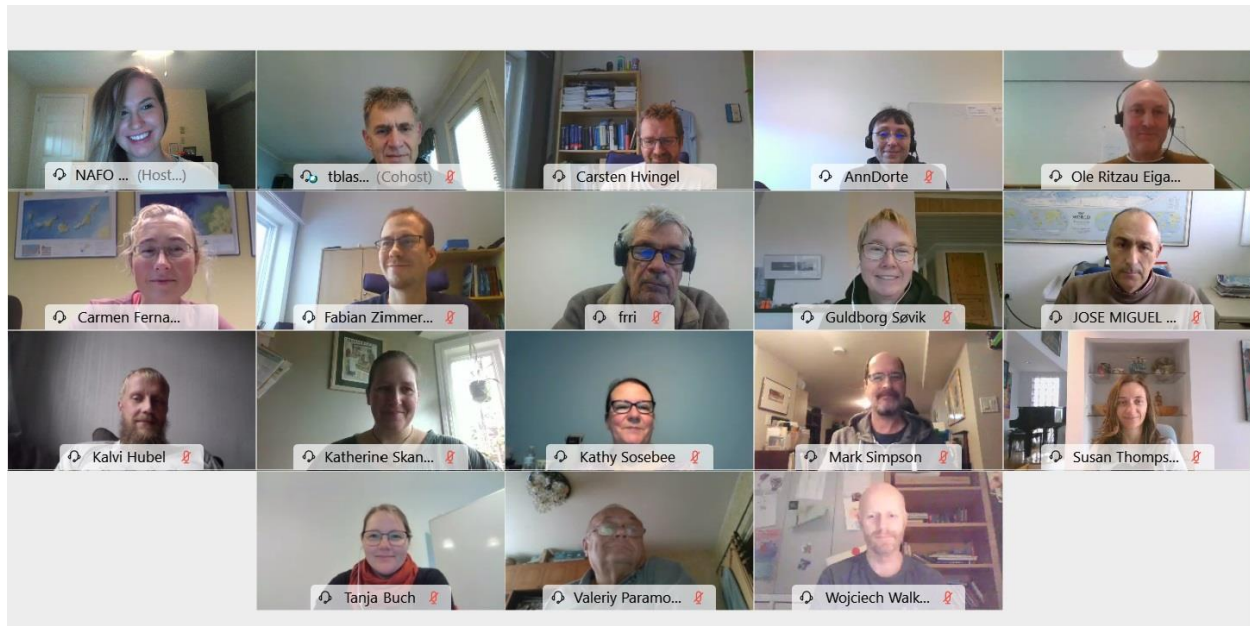 NAFO ... (Host...)
tblas... (Cohost)
Carsten Hvingel
AnnDorte
Ole Ritzau Eiga...
Carmen Ferna...
Fabian Zimmer...
frri
Guldborg Søvik
JOSE MIGUEL ...
Kalvi Hubel
Katherine Skan...
Kathy Sosebee
Mark Simpson
Susan Thomps...
Tanja Buch
Valeriy Paramo...
Wojciech Walk...